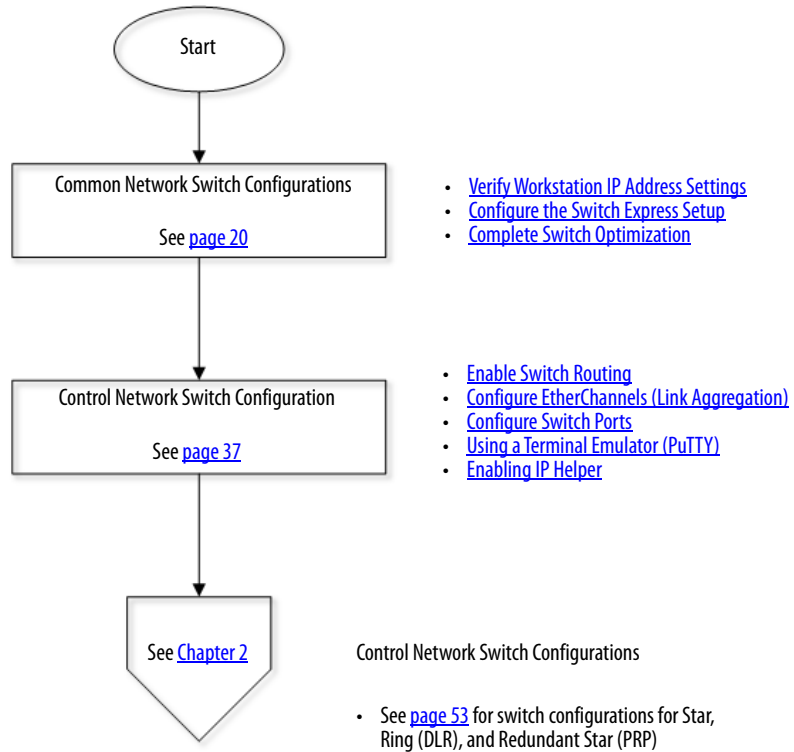 Start
Common Network Switch Configurations
See page 20
• Verify Workstation IP Address Settings
• Configure the Switch Express Setup
• Complete Switch Optimization
Control Network Switch Configuration
See page 37
• Enable Switch Routing
• Configure EtherChannels (Link Aggregation)
• Configure Switch Ports
• Using a Terminal Emulator (PuTTY)
• Enabling IP Helper
See Chapter 2
Control Network Switch Configurations
• See page 53 for switch configurations for Star,
Ring (DLR), and Redundant Star (PRP)